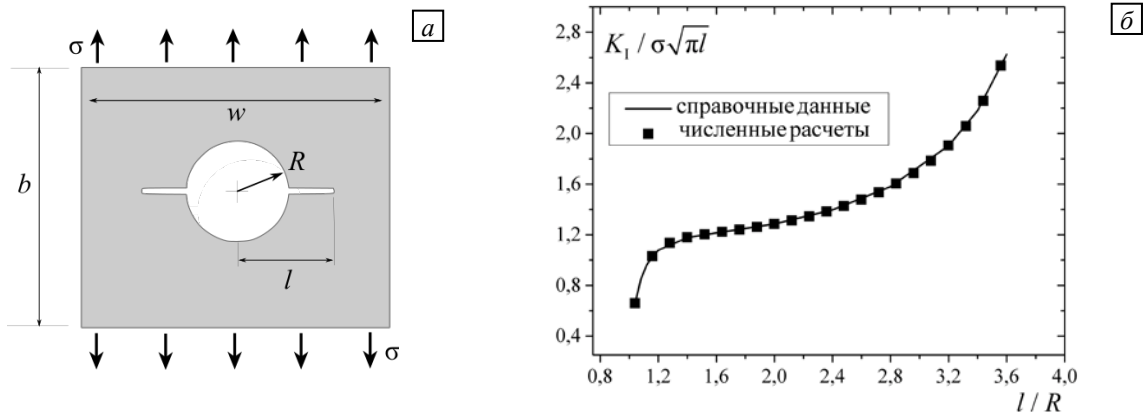 а
σ
w
R
b
l
σ
б
K_I / σ√πl
справочные данные
численные расчеты
2,8
2,4
2,0
1,6
1,2
0,8
0,4
0,8 1,2 1,6 2,0 2,4 2,8 3,2 3,6 4,0
l / R